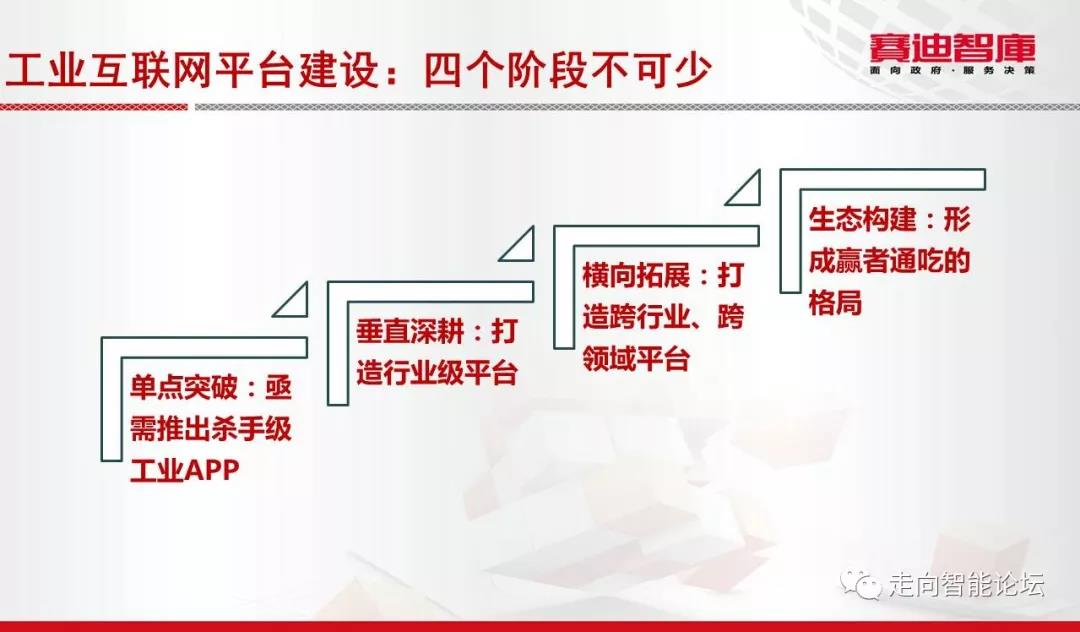 工业互联网平台建设：四个阶段不可少
赛迪智庫
面向政府·服务决策
单点突破：亟
需推出杀手级
工业APP
垂直深耕：打
造行业级平台
横向拓展：打
造跨行业、跨
领域平台
生态构建：形
成赢者通吃的
格局
走向智能论坛